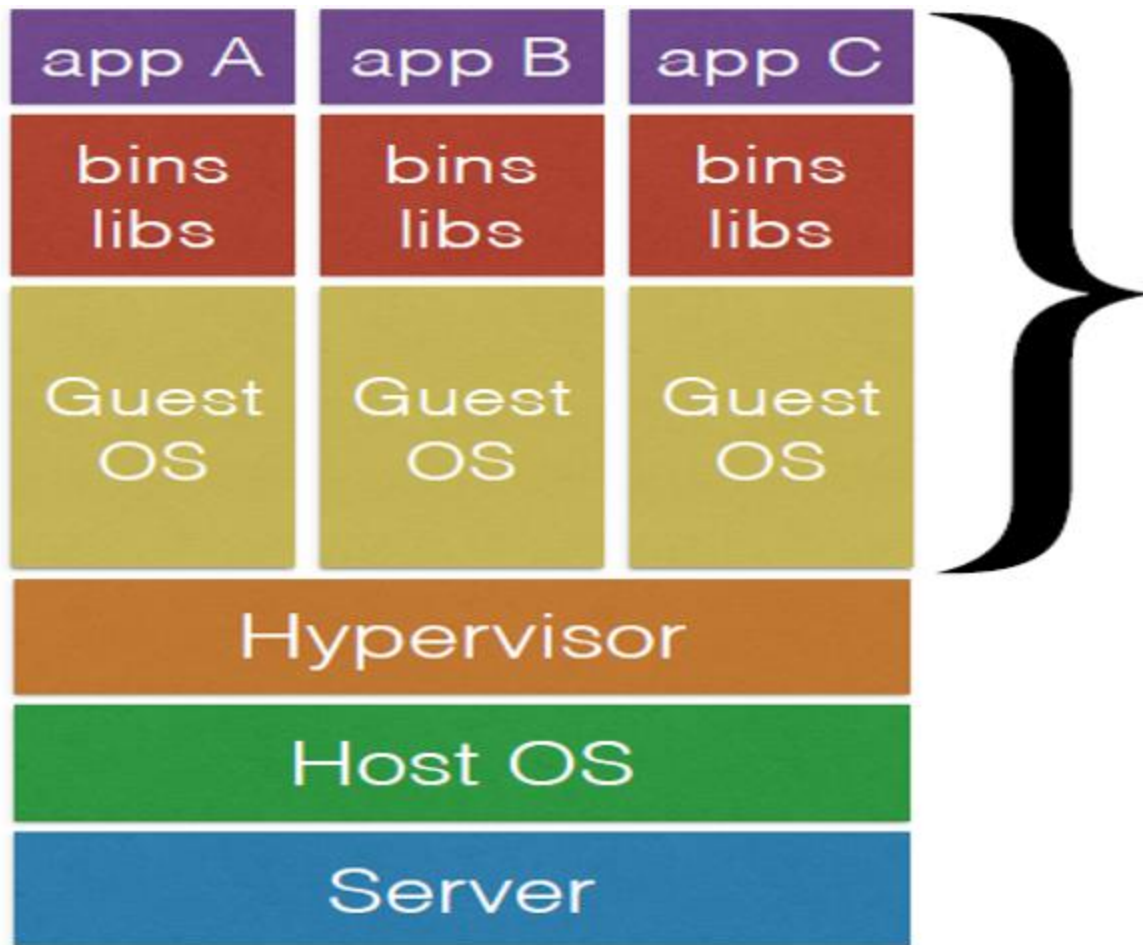 app A
app B
app C
bins
libs
bins
libs
bins
libs
Guest
OS
Guest
OS
Guest
OS
Hypervisor
Host OS
Server